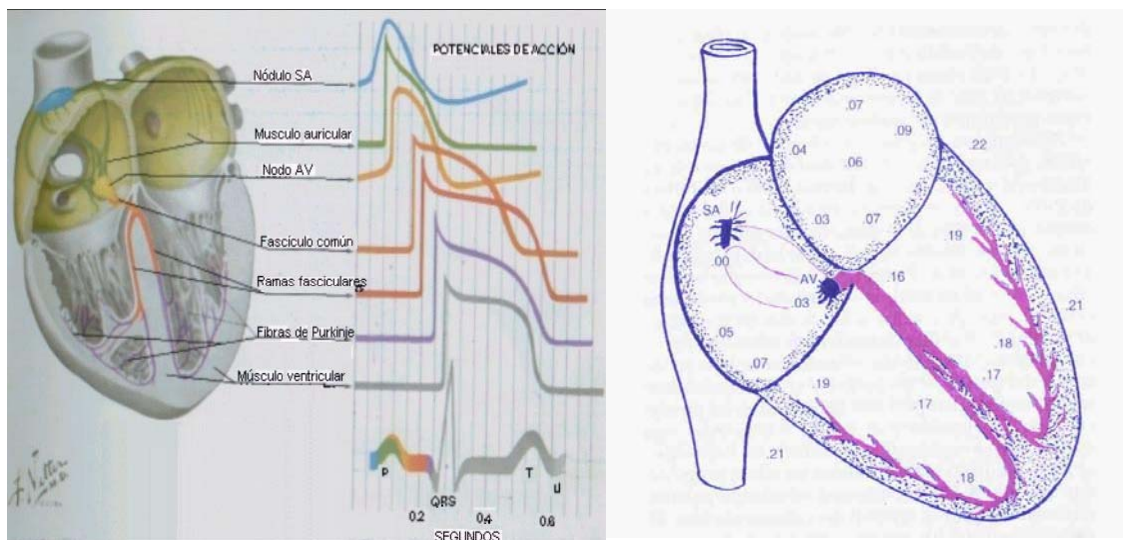 POTENCIALES DE ACCIÓN
Nódulo SA
Musculo auricular
Nodo AV
Fascículo común
Ramas fasciculares
Fibras de Purkinje
Músculo ventricular
P
QRS
T
U
0.2
0.4
0.6
SEGUNDOS
.07
.09
.22
.04
.06
SA
.03
.07
.19
.00
AV
.16
.03
.21
.05
.18
.07
.19
.17
.17
.21
.18